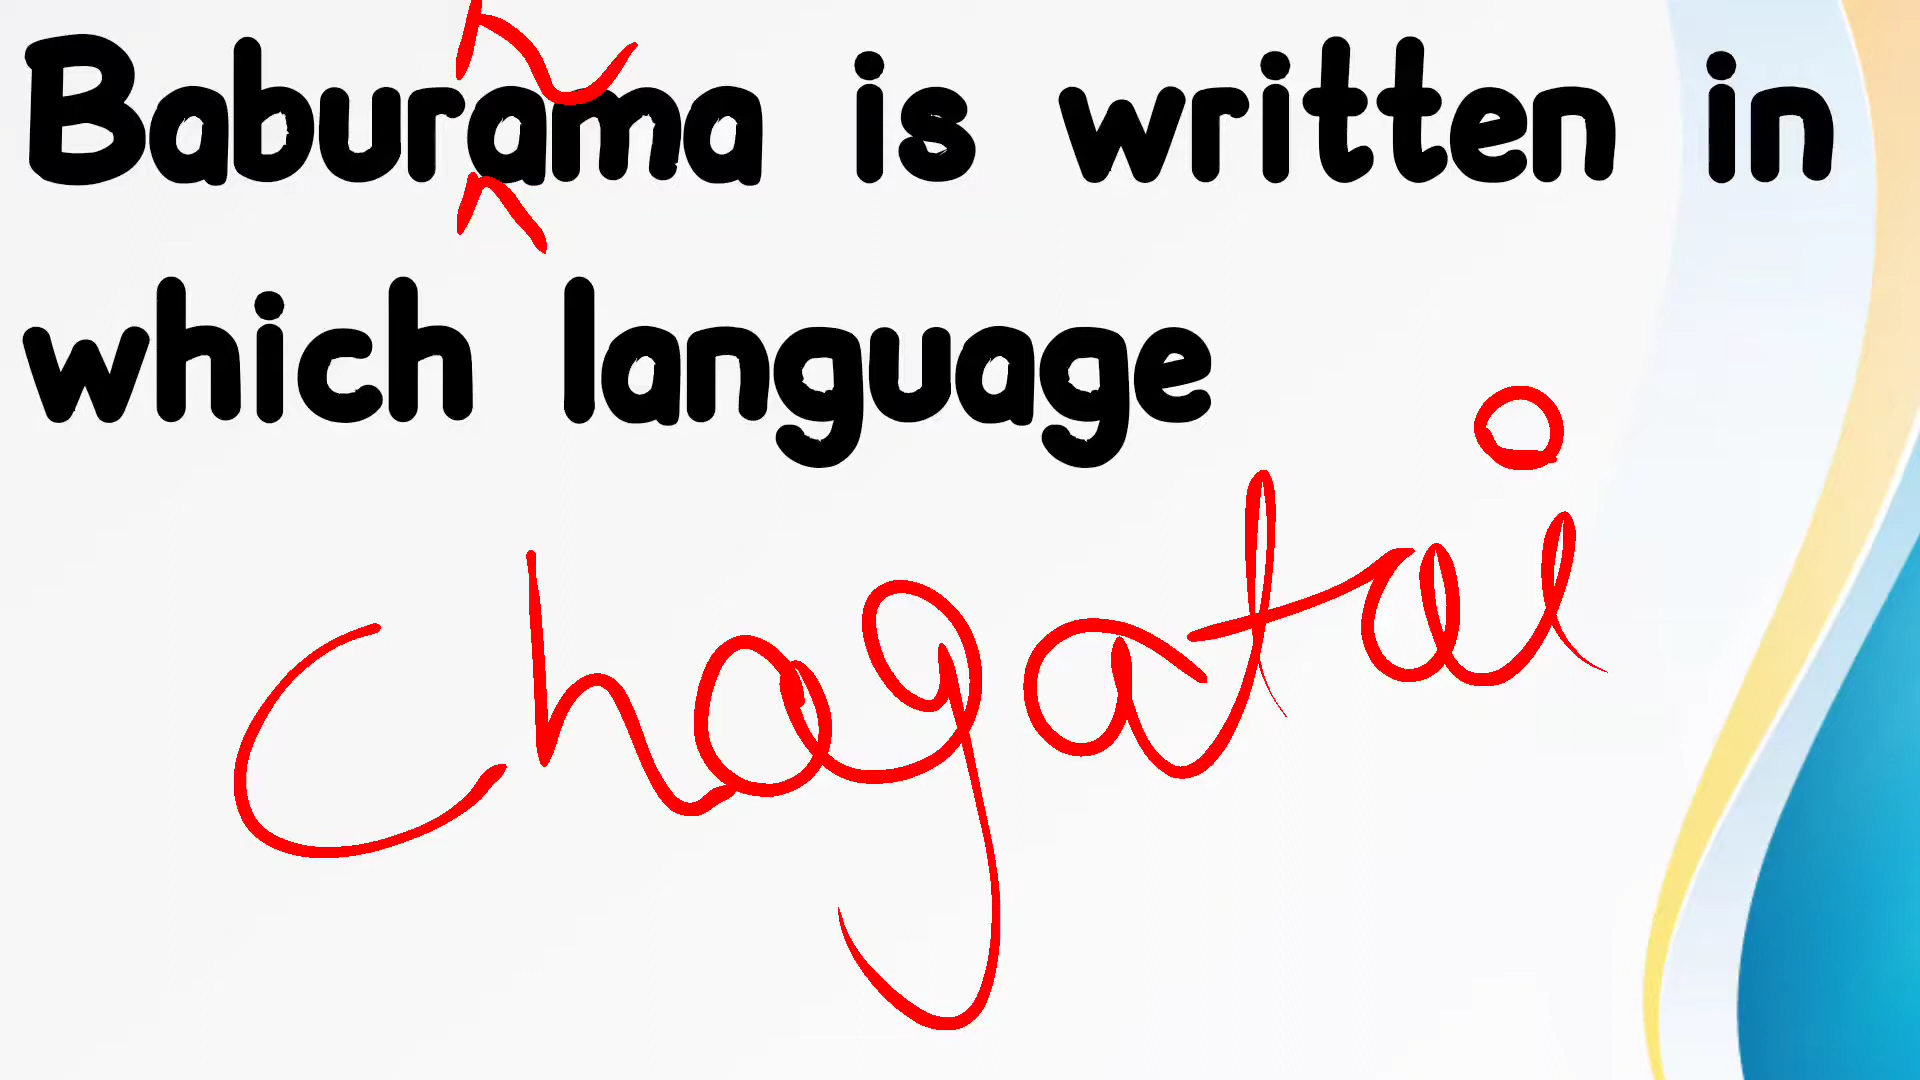 Baburama is written in
which language
chagatai